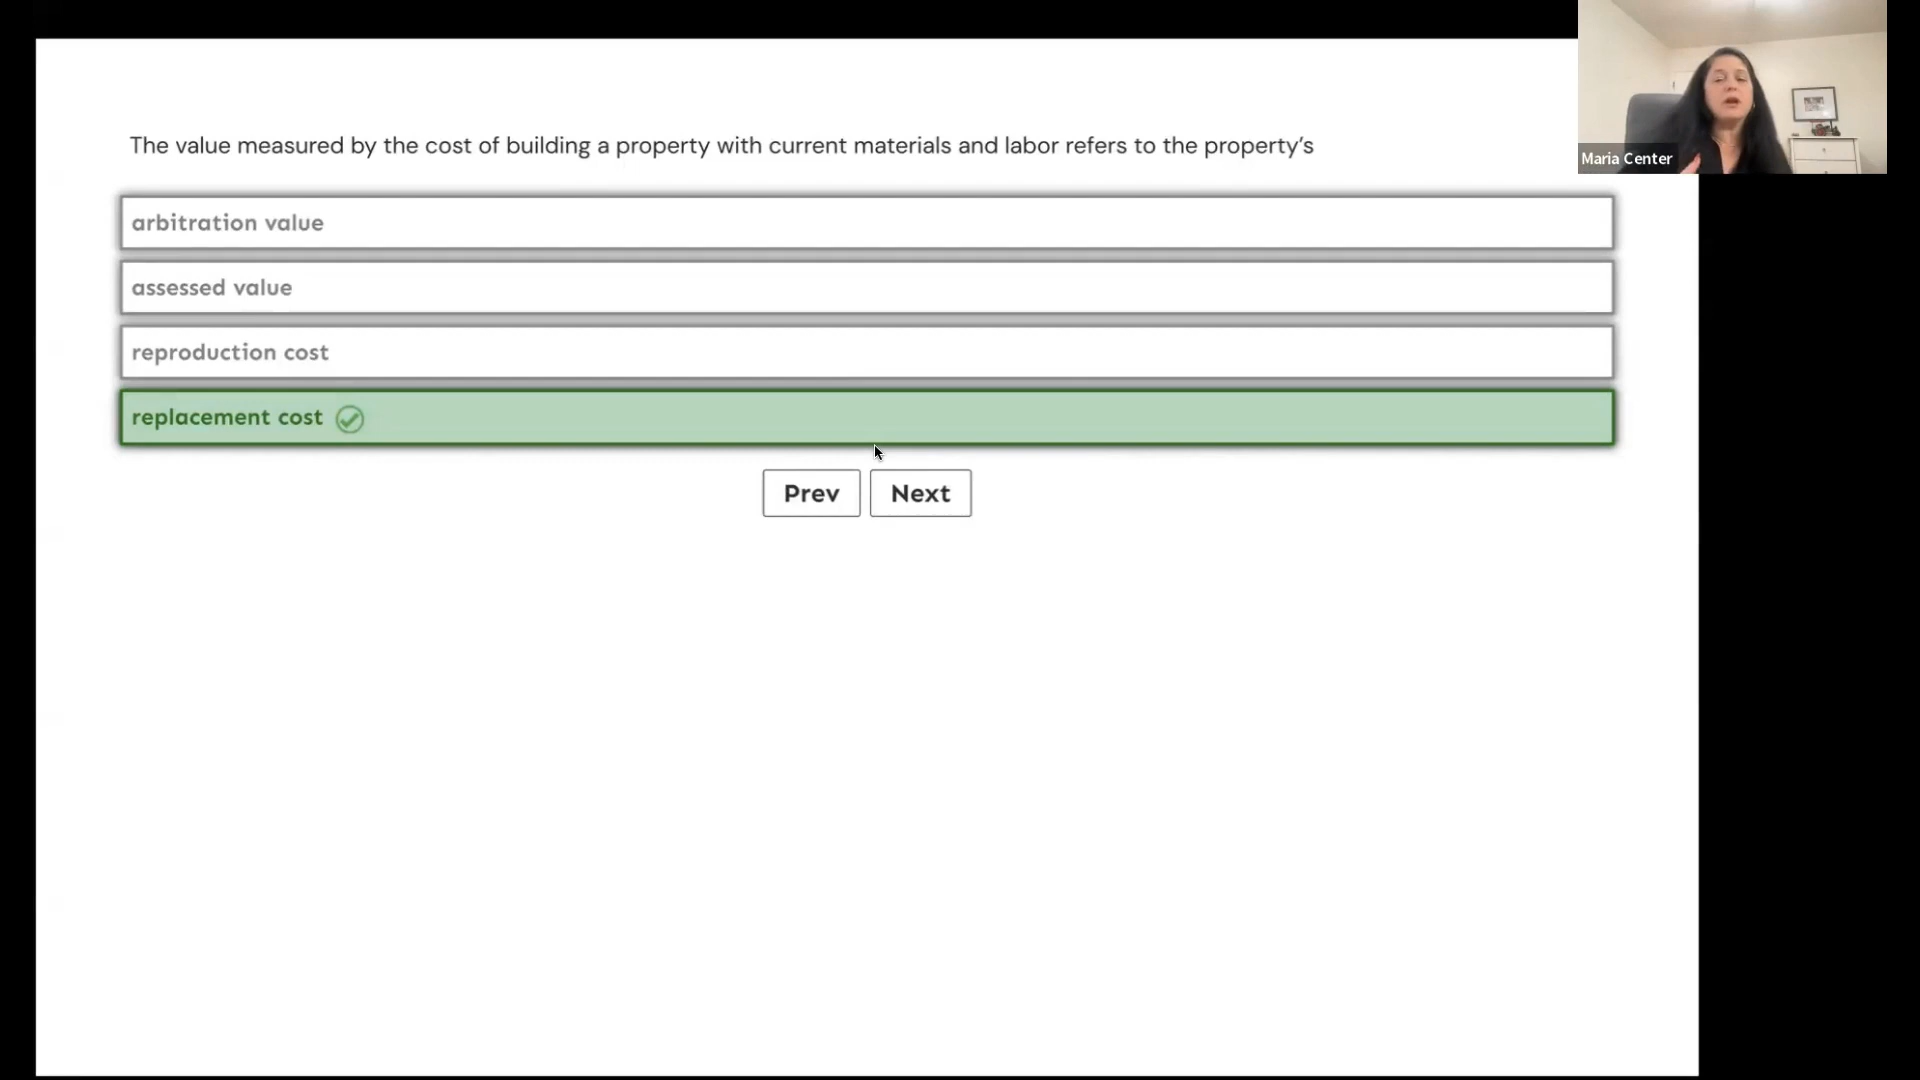 The value measured by the cost of building a property with current materials and labor refers to the property’s
Maria Center
arbitration value
assessed value
reproduction cost
replacement cost
Prev
Next